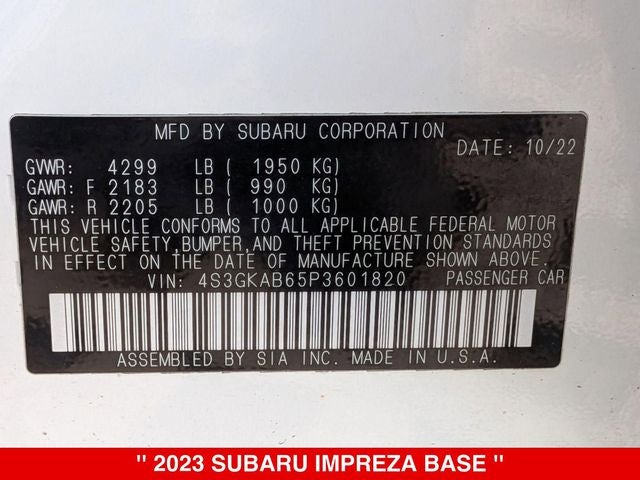 MFD BY SUBARU CORPORATION
DATE: 10/22
GVWR: 4299 LB ( 1950 KG)
GAWR: F 2183 LB ( 990 KG)
GAWR: R 2205 LB ( 1000 KG)
THIS VEHICLE CONFORMS TO ALL APPLICABLE FEDERAL MOTOR
VEHICLE SAFETY,BUMPER,AND THEFT PREVENTION STANDARDS
IN EFFECT ON THE DATE OF MANUFACTURE SHOWN ABOVE.
VIN: 4S3GKAB65P3601820 PASSENGER CAR
ASSEMBLED BY SIA INC. MADE IN U.S.A.
" 2023 SUBARU IMPREZA BASE "